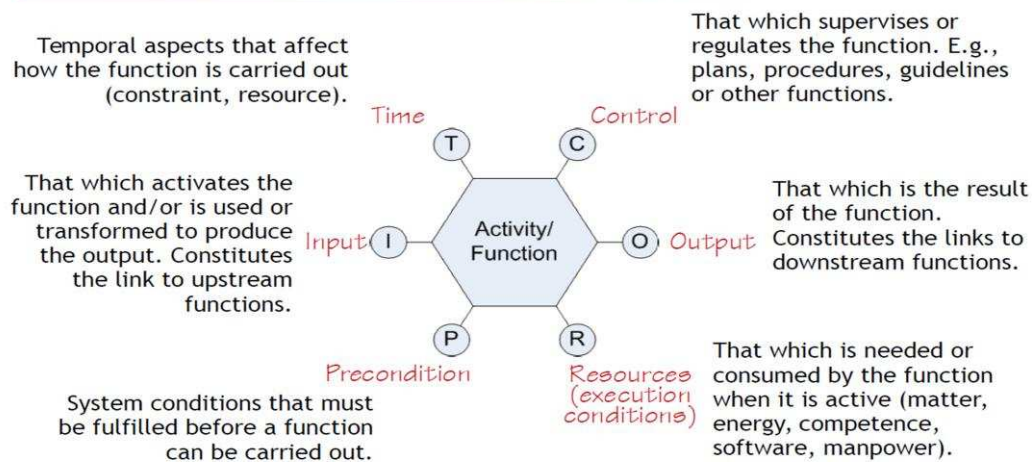 Temporal aspects that affect
how the function is carried out
(constraint, resource).
That which supervises or
regulates the function. E.g.,
plans, procedures, guidelines
or other functions.
Time
Control
T
C
That which activates the
function and/or is used or
transformed to produce
the output. Constitutes
the link to upstream
functions.
Input
I
Activity/
Function
O
Output
That which is the result
of the function.
Constitutes the links to
downstream functions.
P
R
Precondition
Resources
(execution
conditions)
System conditions that must
be fulfilled before a function
can be carried out.
That which is needed or
consumed by the function
when it is active (matter,
energy, competence,
software, manpower).